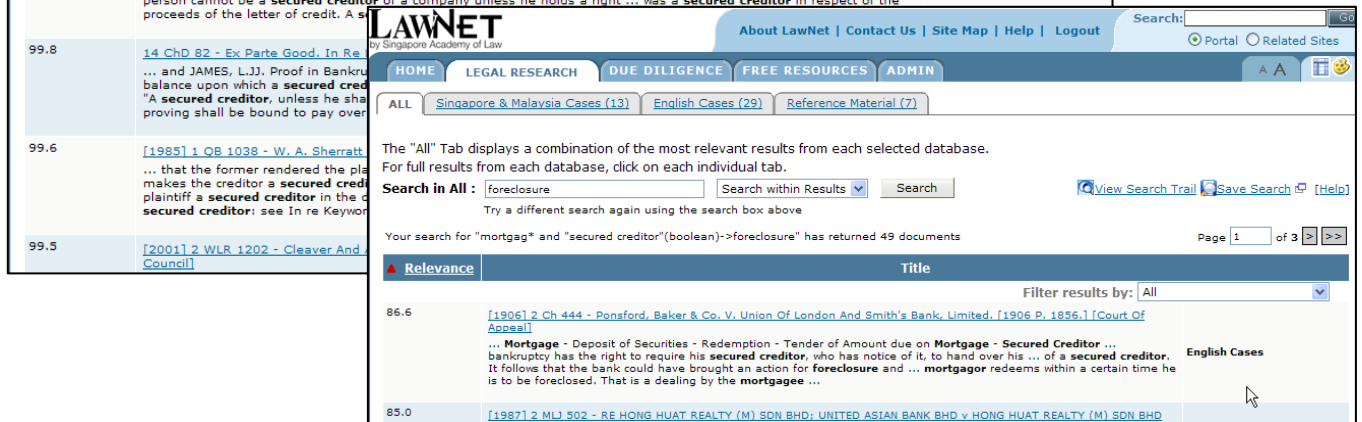 person cannot be a secured creditor of a company unless he holds a right ... was a secured creditor in respect of the
proceeds of the letter of credit. A
99.8
14 ChD 82 - Ex Parte Good. In Re
... and JAMES, L.JJ. Proof in Bankru
balance upon which a secured cred
"A secured creditor, unless he sha
proving shall be bound to pay over
99.6
[1985] 1 QB 1038 - W. A. Sherratt
... that the former rendered the pla
makes the creditor a secured credi
plaintiff a secured creditor in the c
secured creditor: see In re Keywor
99.5
[2001] 2 WLR 1202 - Cleaver And
Council]
LAWNET
by Singapore Academy of Law
About LawNet | Contact Us | Site Map | Help | Logout
Search:
Go
Portal Related Sites
HOME LEGAL RESEARCH DUE DILIGENCE FREE RESOURCES ADMIN
A A
ALL Singapore & Malaysia Cases (13) English Cases (29) Reference Material (7)
The "All" Tab displays a combination of the most relevant results from each selected database.
For full results from each database, click on each individual tab.
Search in All : foreclosure Search within Results Search
View Search Trail Save Search [Help]
Try a different search again using the search box above
Your search for "mortgag* and "secured creditor"(boolean)->foreclosure" has returned 49 documents
Page 1 of 3 > >>
Relevance Title
Filter results by: All
86.6
[1906] 2 Ch 444 - Ponsford, Baker & Co. V. Union Of London And Smith's Bank, Limited. [1906 P. 1856.] [Court Of
Appeal]
... Mortgage - Deposit of Securities - Redemption - Tender of Amount due on Mortgage - Secured Creditor ...
bankruptcy has the right to require his secured creditor, who has notice of it, to hand over his ... of a secured creditor.
It follows that the bank could have brought an action for foreclosure and ... mortgagor redeems within a certain time he
is to be foreclosed. That is a dealing by the mortgagee ...
English Cases
85.0
[1987] 2 MLJ 502 - RE HONG HUAT REALTY (M) SDN BHD; UNITED ASIAN BANK BHD v HONG HUAT REALTY (M) SDN BHD